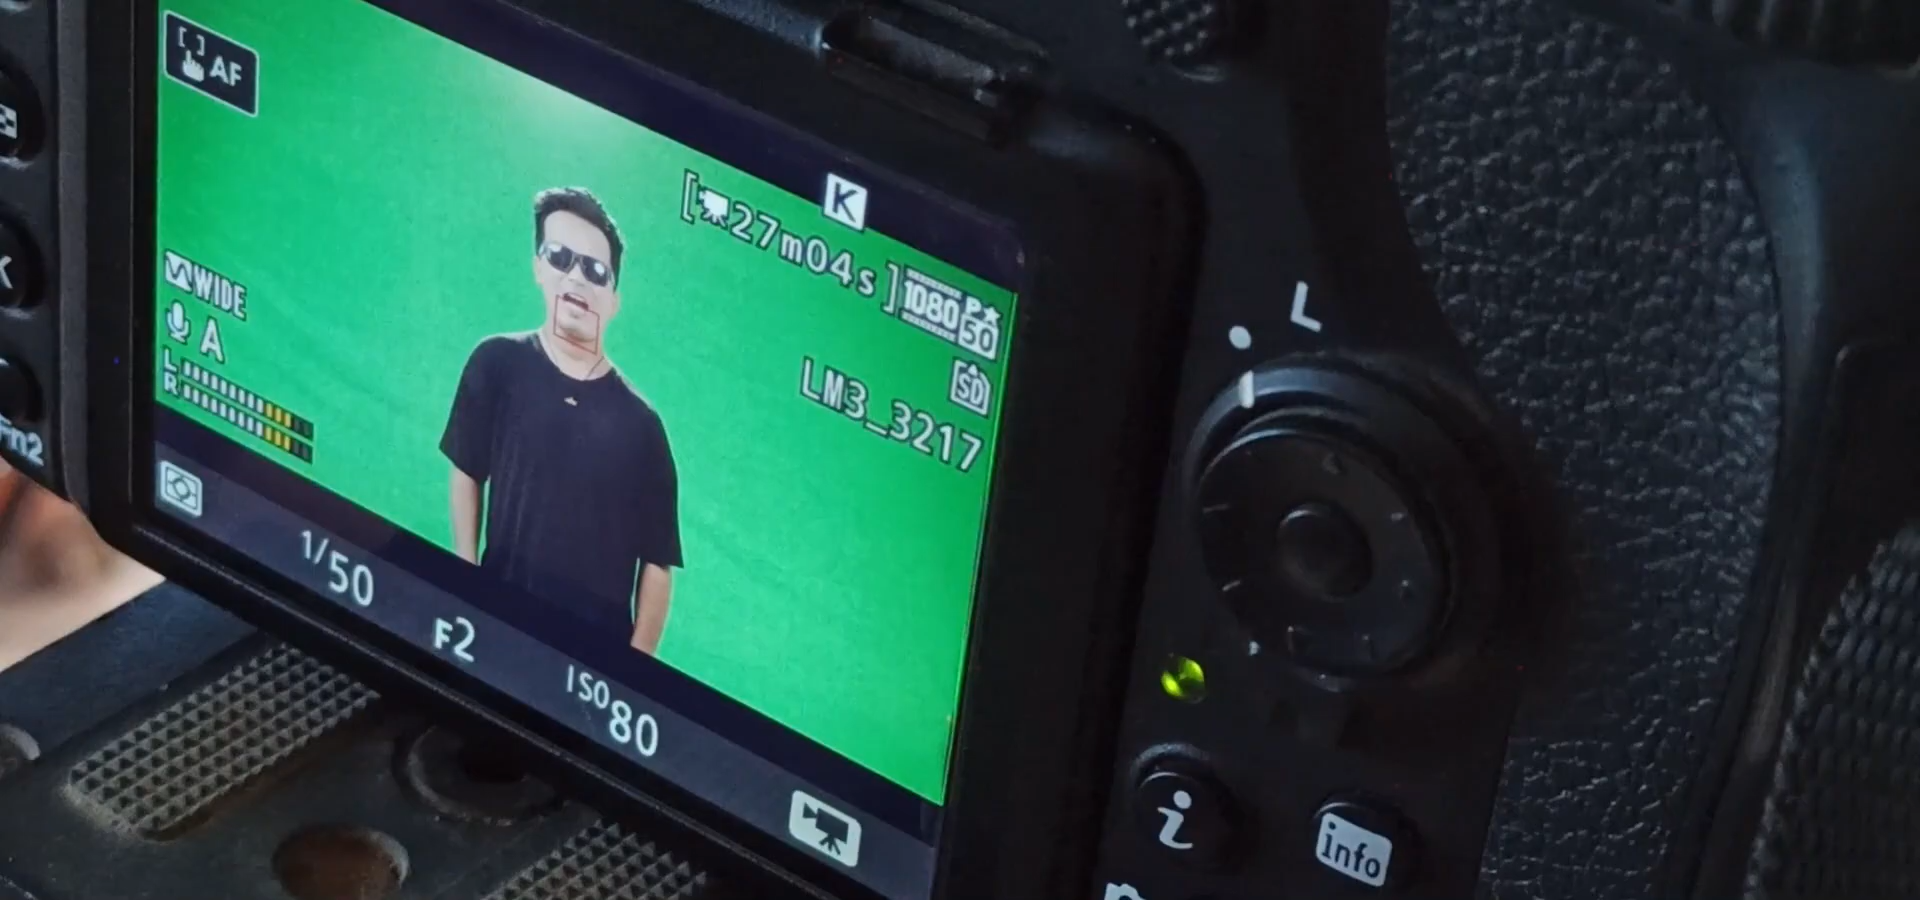 AF
K
[27m04s]
1080 P★
50
SD
LM3_3217
WIDE
A
L
R
K
Fn2
1/50
F2
ISO 80
L
i
info